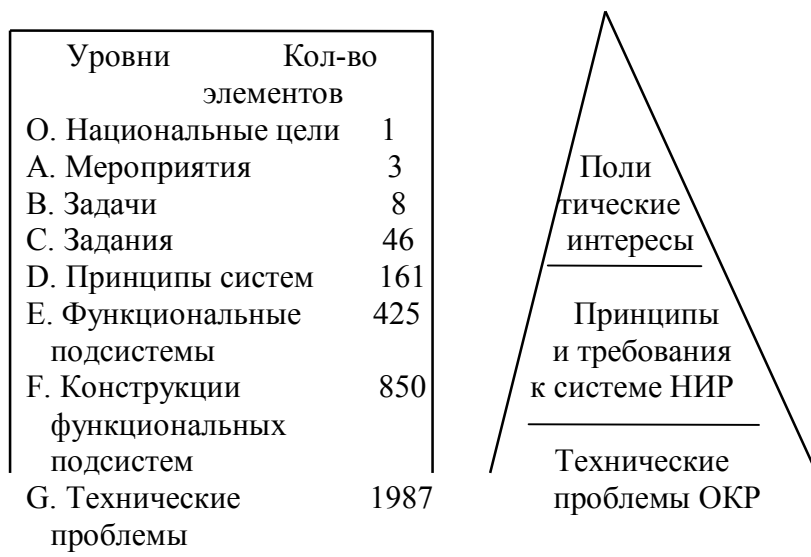 Уровни Кол-во
элементов
О. Национальные цели 1
А. Мероприятия 3
В. Задачи 8
С. Задания 46
D. Принципы систем 161
E. Функциональные 425
подсистемы
F. Конструкции 850
функциональных
подсистем
G. Технические 1987
проблемы
Поли
тические
интересы
Принципы
и требования
к системе НИР
Технические
проблемы ОКР